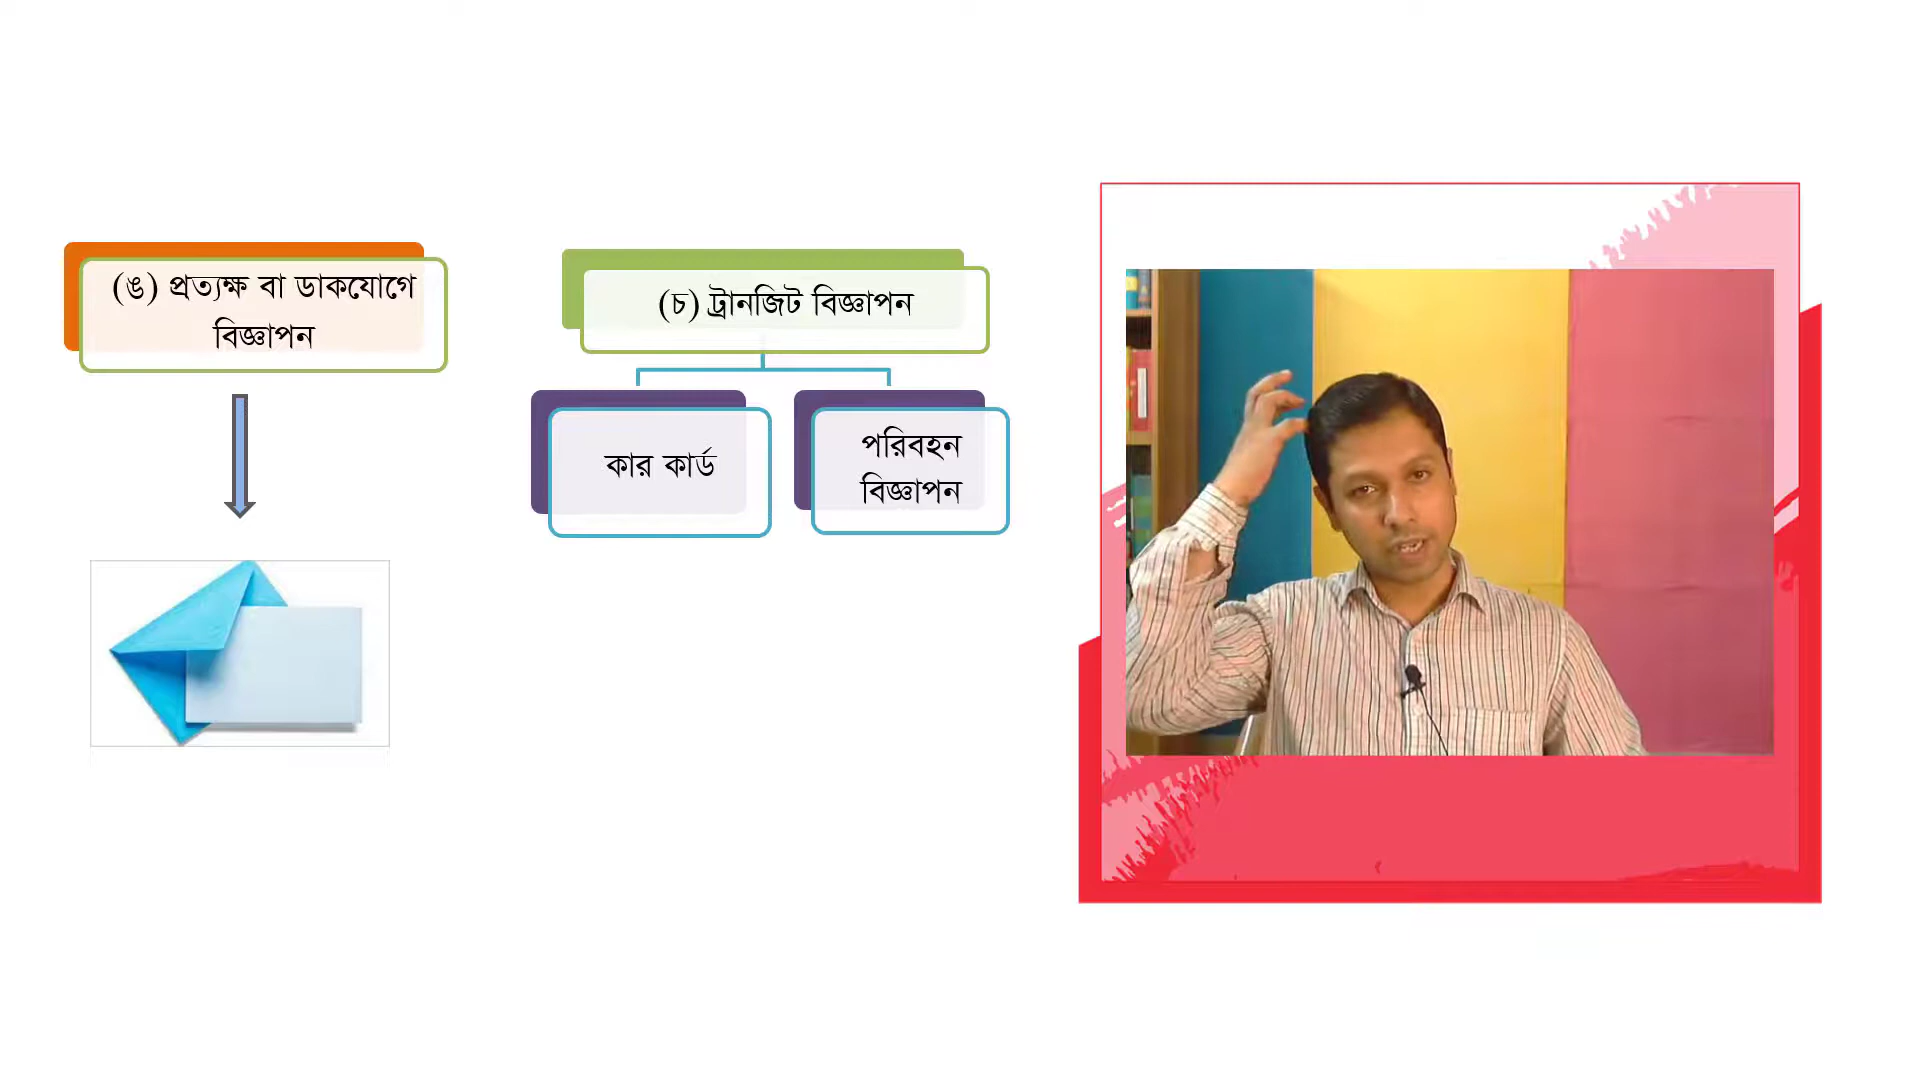 (ঙ) প্রত্যক্ষ বা ডাকযোগে
বিজ্ঞাপন
(চ) ট্রানজিট বিজ্ঞাপন
কার কার্ড
পরিবহন
বিজ্ঞাপন